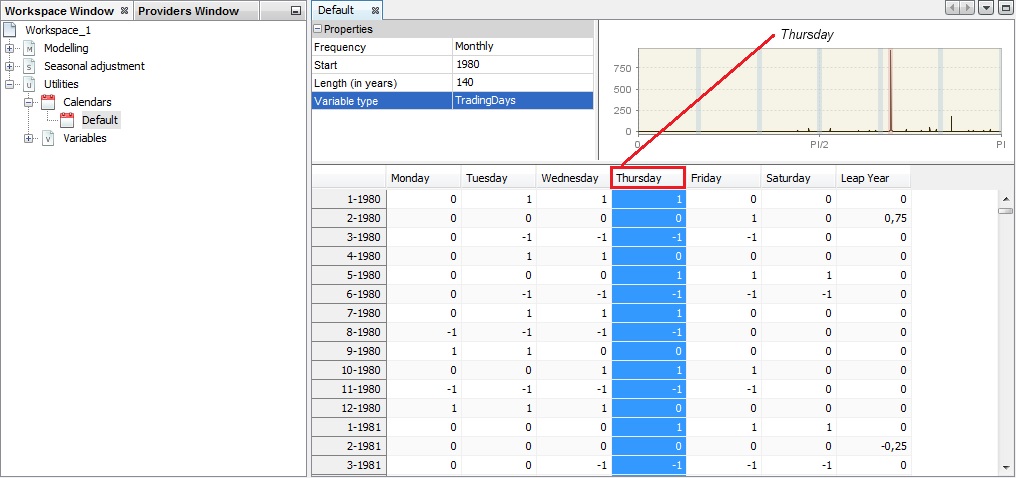 Workspace Window Providers Window
Workspace_1
Modelling
Seasonal adjustment
Utilities
Calendars
Default
Variables
Default
Properties
Frequency Monthly
Start 1980
Length (in years) 140
Variable type TradingDays
Thursday
750
500
250
0
0 PI/2 PI
Monday Tuesday Wednesday Thursday Friday Saturday Leap Year
1-1980 0 1 1 1 0 0 0
2-1980 0 0 0 0 1 0 0,75
3-1980 0 -1 -1 -1 -1 0 0
4-1980 0 1 1 0 0 0 0
5-1980 0 0 0 1 1 1 0
6-1980 0 -1 -1 -1 -1 -1 0
7-1980 0 1 1 1 0 0 0
8-1980 -1 -1 -1 -1 0 0 0
9-1980 1 1 0 0 0 0 0
10-1980 0 0 1 1 1 0 0
11-1980 -1 -1 -1 -1 -1 0 0
12-1980 1 1 1 0 0 0 0
1-1981 0 0 0 1 1 1 0
2-1981 0 0 0 0 0 0 -0,25
3-1981 0 0 -1 -1 -1 -1 0